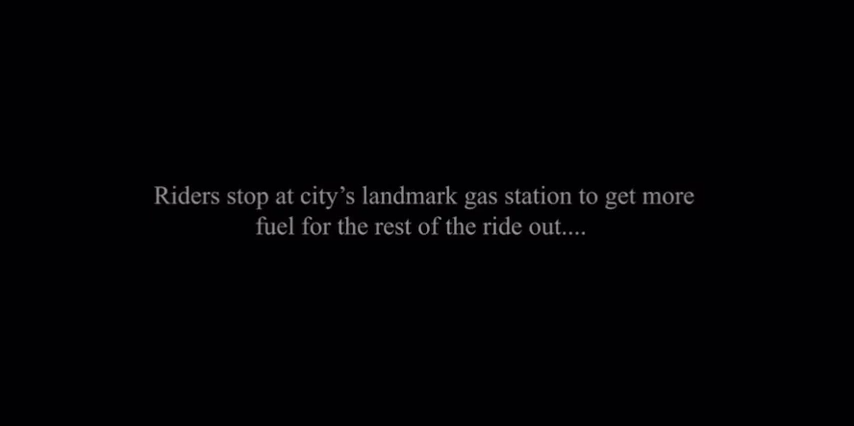 Riders stop at city’s landmark gas station to get more
fuel for the rest of the ride out....